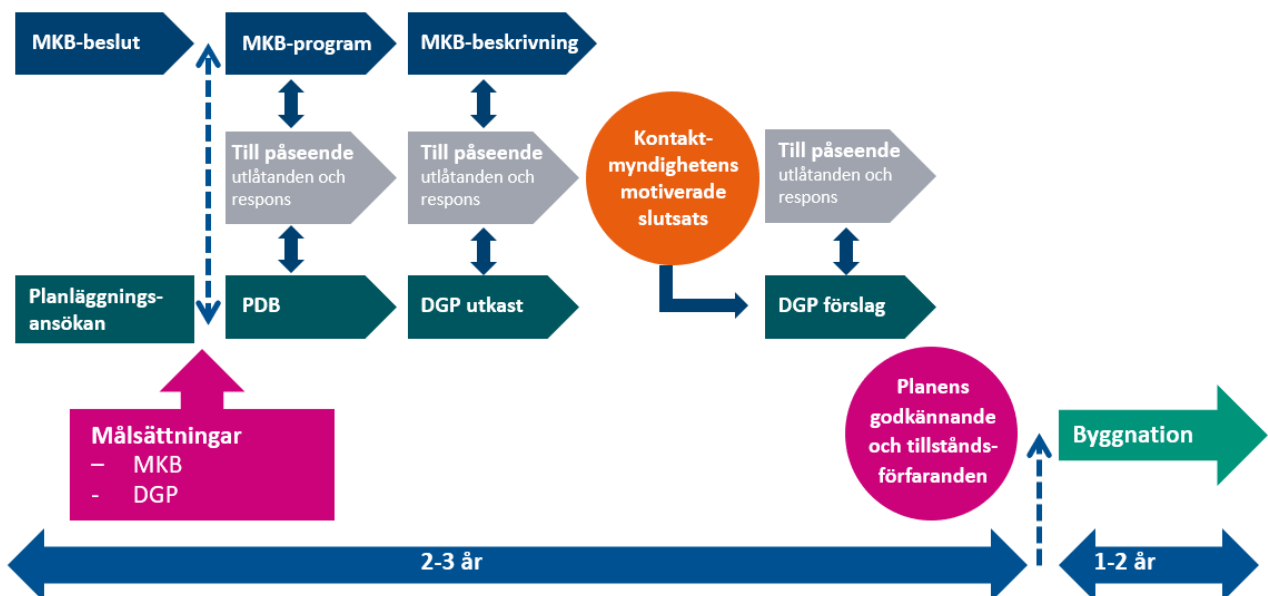 MKB-beslut
MKB-program
MKB-beskrivning
Till påseende
utlåtanden och
respons
Till påseende
utlåtanden och
respons
Kontakt-
myndighetens
motiverade
slutsats
Till påseende
utlåtanden och
respons
Planläggnings-
ansökan
PDB
DGP utkast
DGP förslag
Målsättningar
– MKB
- DGP
Planens
godkännande
och tillstånds-
förfaranden
Byggnation
2-3 år
1-2 år